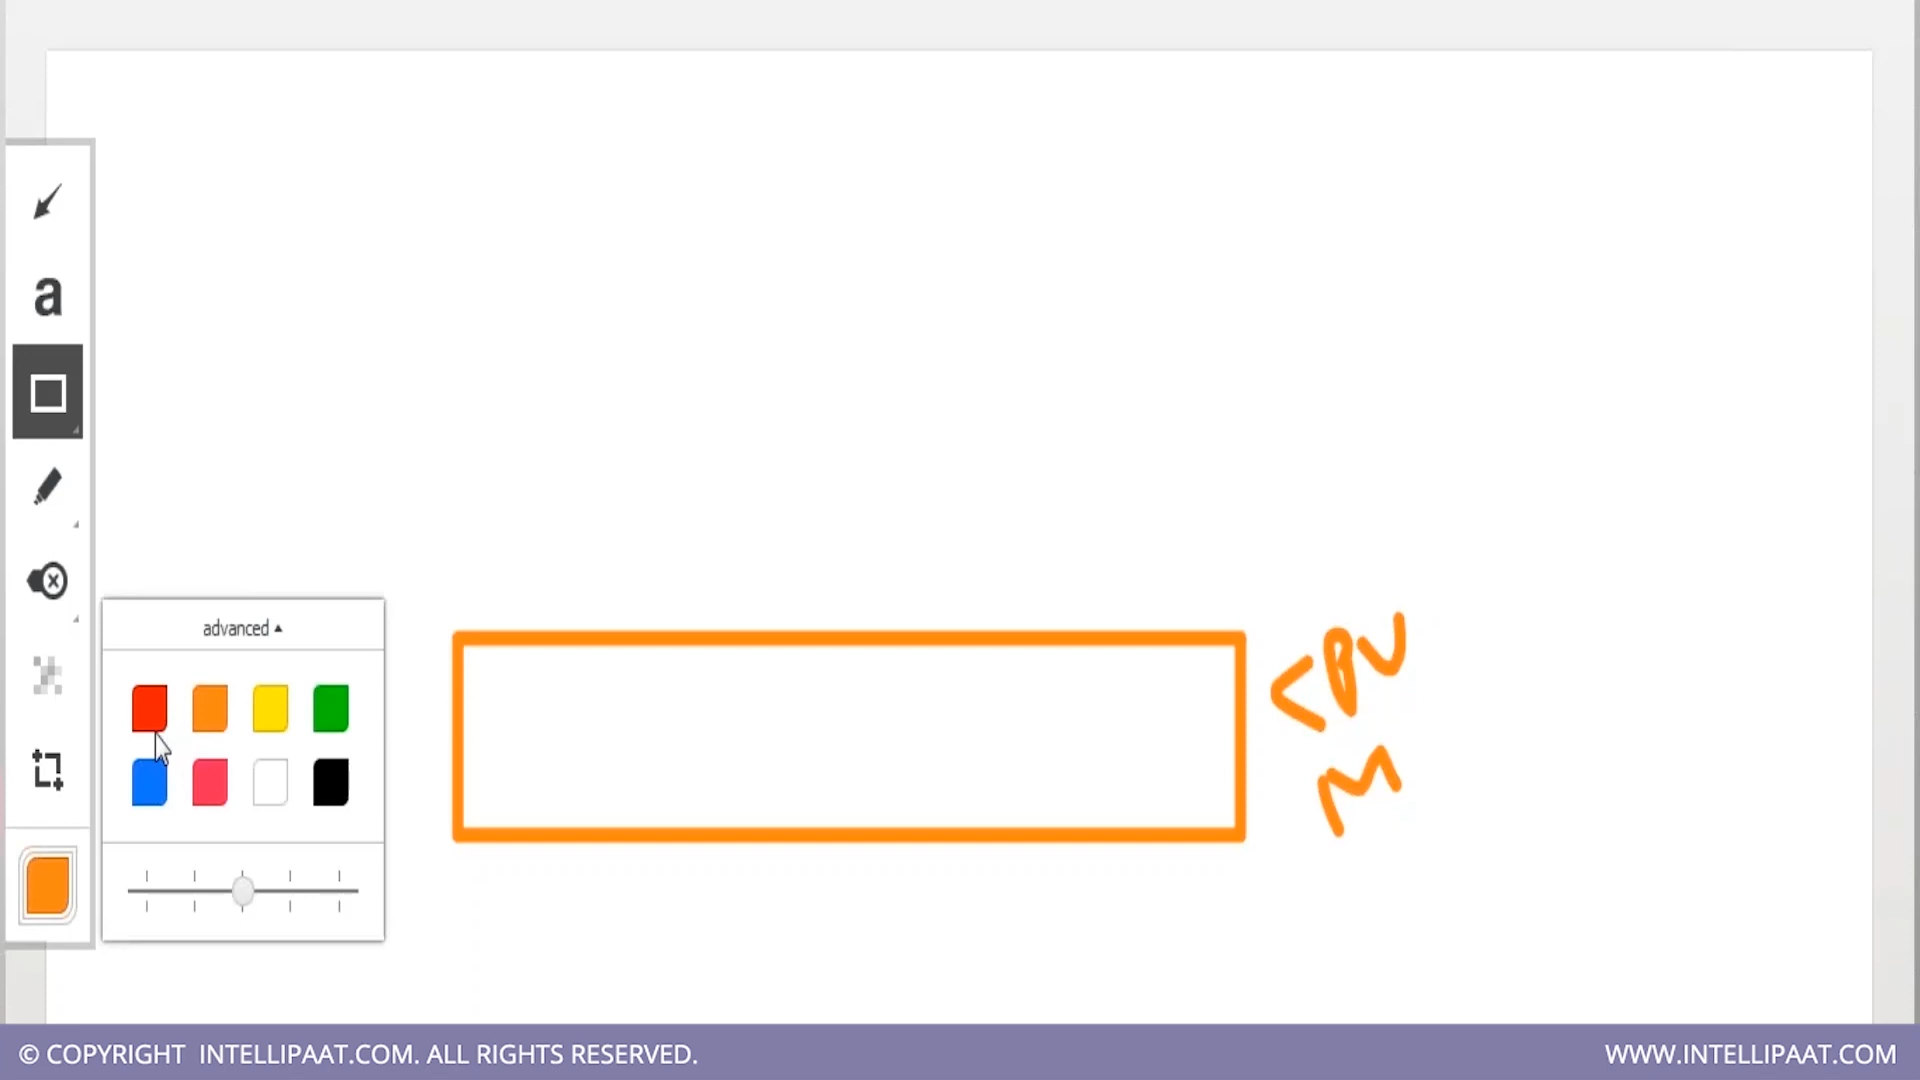 a
advanced
CPU
M
© COPYRIGHT INTELLIPAAT.COM. ALL RIGHTS RESERVED.
WWW.INTELLIPAAT.COM